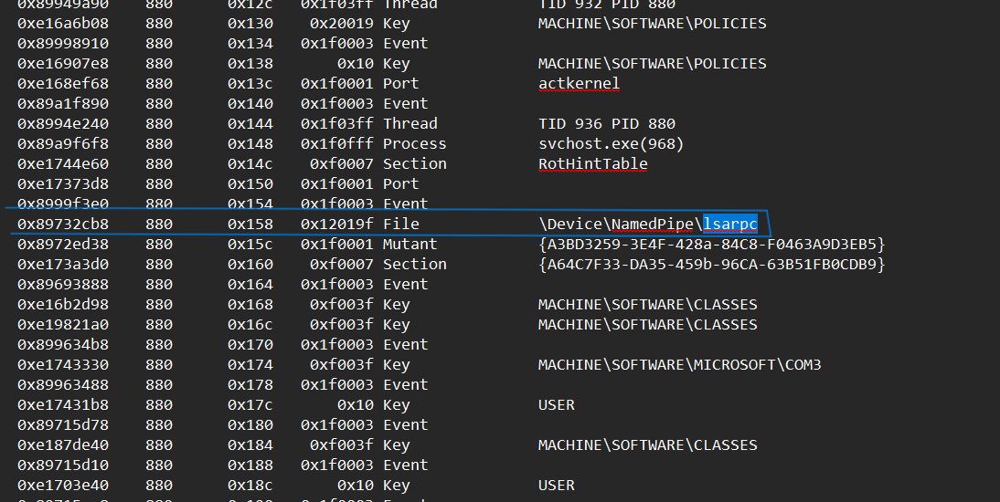 0x89949a90 880 0x12c 0x1f03ff Thread TID 932 PID 880
0xe16a6b08 880 0x130 0x20019 Key MACHINE\SOFTWARE\POLICIES
0x89998910 880 0x134 0x1f0003 Event
0xe16907e8 880 0x138 0x10 Key MACHINE\SOFTWARE\POLICIES
0xe168ef68 880 0x13c 0x1f0001 Port actkernel
0x89a1f890 880 0x140 0x1f0003 Event
0x8994e240 880 0x144 0x1f03ff Thread TID 936 PID 880
0x89a9f6f8 880 0x148 0x1f0fff Process svchost.exe(968)
0xe1744e60 880 0x14c 0xf0007 Section RotHintTable
0xe17373d8 880 0x150 0x1f0001 Port
0x8999f3e0 880 0x154 0x1f0003 Event
0x89732cb8 880 0x158 0x12019f File \Device\NamedPipe\lsarpc
0x8972ed38 880 0x15c 0x1f0001 Mutant {A3BD3259-3E4F-428a-84C8-F0463A9D3EB5}
0xe173a3d0 880 0x160 0xf0007 Section {A64C7F33-DA35-459b-96CA-63B51FB0CDB9}
0x89693888 880 0x164 0x1f0003 Event
0xe16b2d98 880 0x168 0xf003f Key MACHINE\SOFTWARE\CLASSES
0xe19821a0 880 0x16c 0xf003f Key MACHINE\SOFTWARE\CLASSES
0x899634b8 880 0x170 0x1f0003 Event
0xe1743330 880 0x174 0xf003f Key MACHINE\SOFTWARE\MICROSOFT\COM3
0x89963488 880 0x178 0x1f0003 Event
0xe17431b8 880 0x17c 0x10 Key USER
0x89715d78 880 0x180 0x1f0003 Event
0xe187de40 880 0x184 0xf003f Key MACHINE\SOFTWARE\CLASSES
0x89715d10 880 0x188 0x1f0003 Event
0xe1703e40 880 0x18c 0x10 Key USER